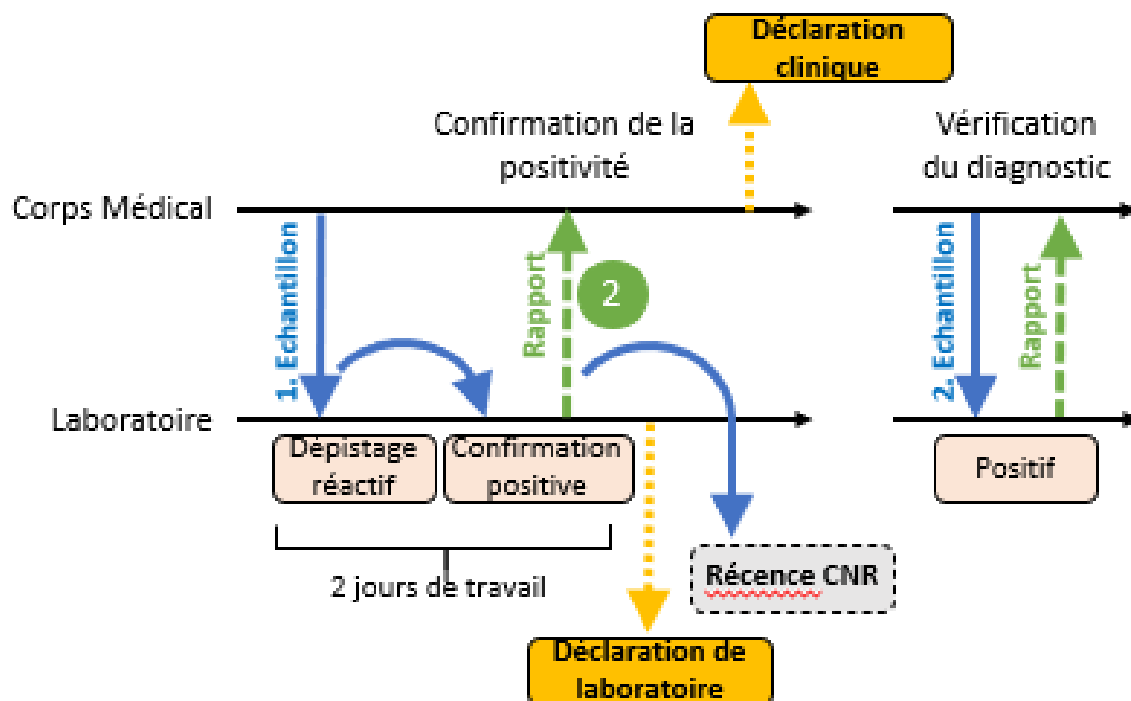 Déclaration
clinique
Confirmation de la
positivité
Vérification
du diagnostic
Corps Médical
1. Echantillon
Rapport
2
2. Echantillon
Rapport
Laboratoire
Dépistage
réactif
Confirmation
positive
Positif
2 jours de travail
Récence CNR
Déclaration de
laboratoire